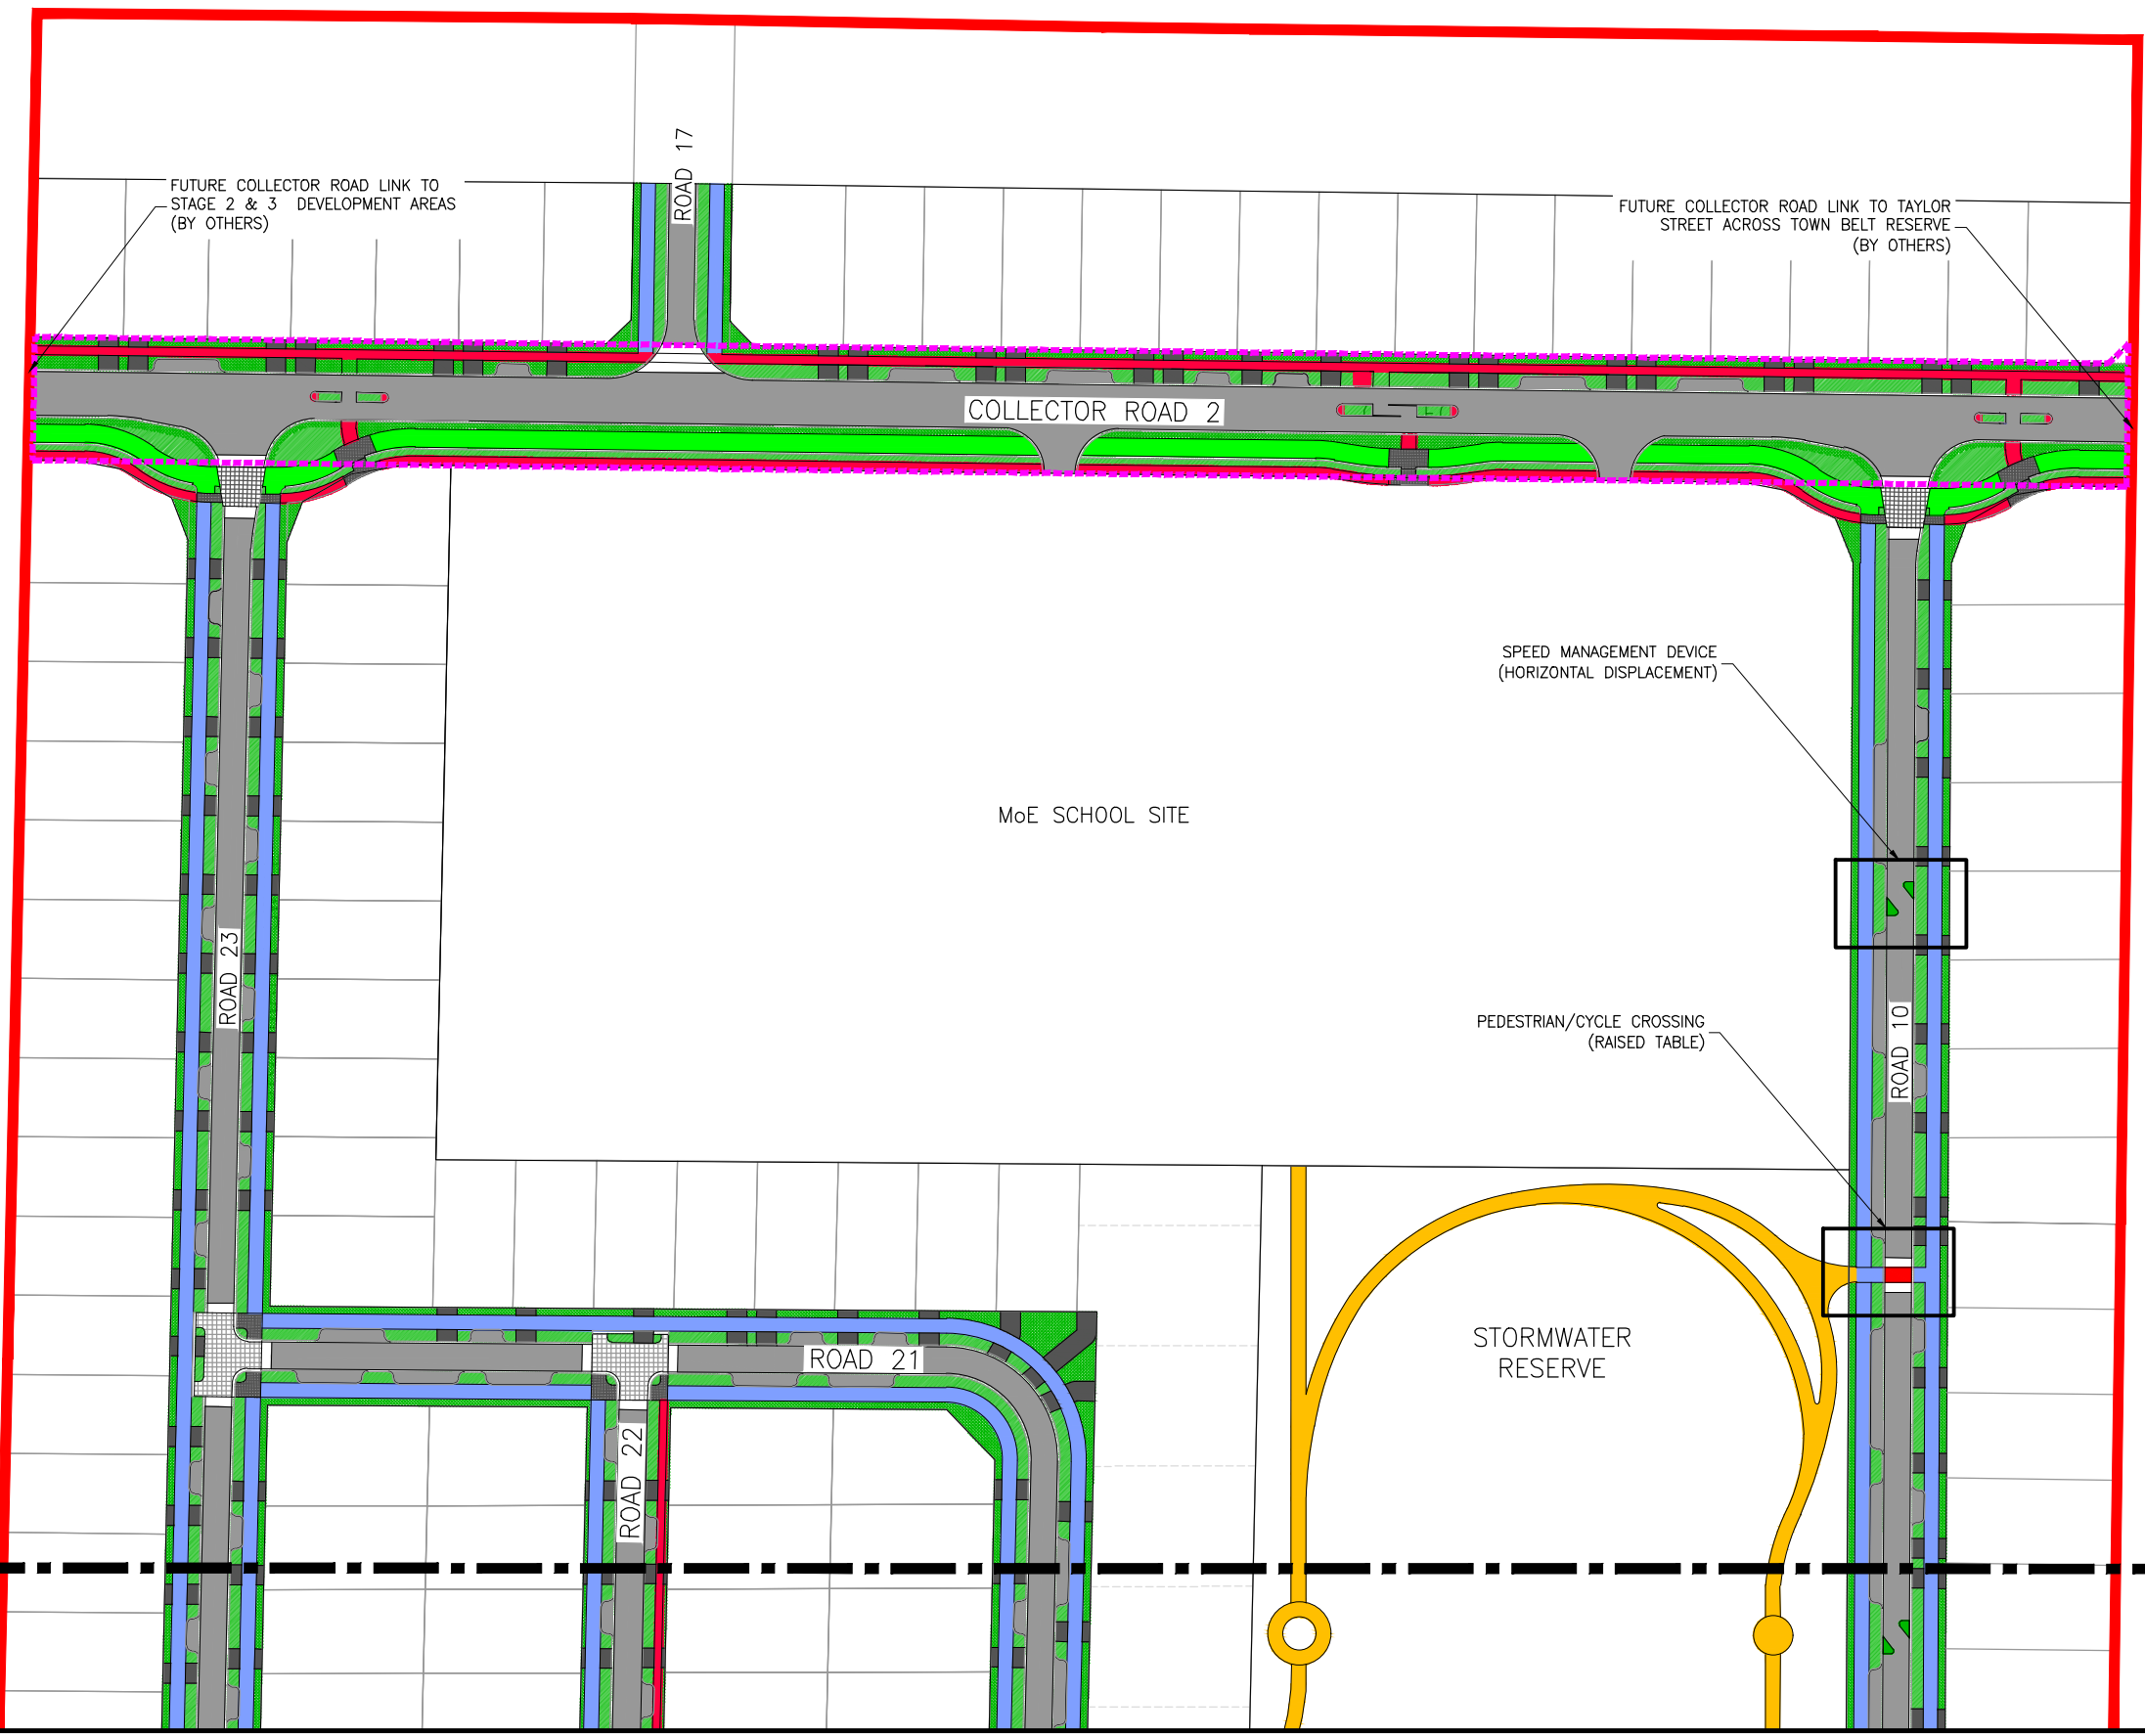 ROAD 17
FUTURE COLLECTOR ROAD LINK TO
STAGE 2 & 3 DEVELOPMENT AREAS
(BY OTHERS)
FUTURE COLLECTOR ROAD LINK TO TAYLOR
STREET ACROSS TOWN BELT RESERVE
(BY OTHERS)
COLLECTOR ROAD 2
SPEED MANAGEMENT DEVICE
(HORIZONTAL DISPLACEMENT)
MoE SCHOOL SITE
ROAD 23
PEDESTRIAN/CYCLE CROSSING
(RAISED TABLE)
ROAD 10
STORMWATER
RESERVE
ROAD 21
ROAD 22